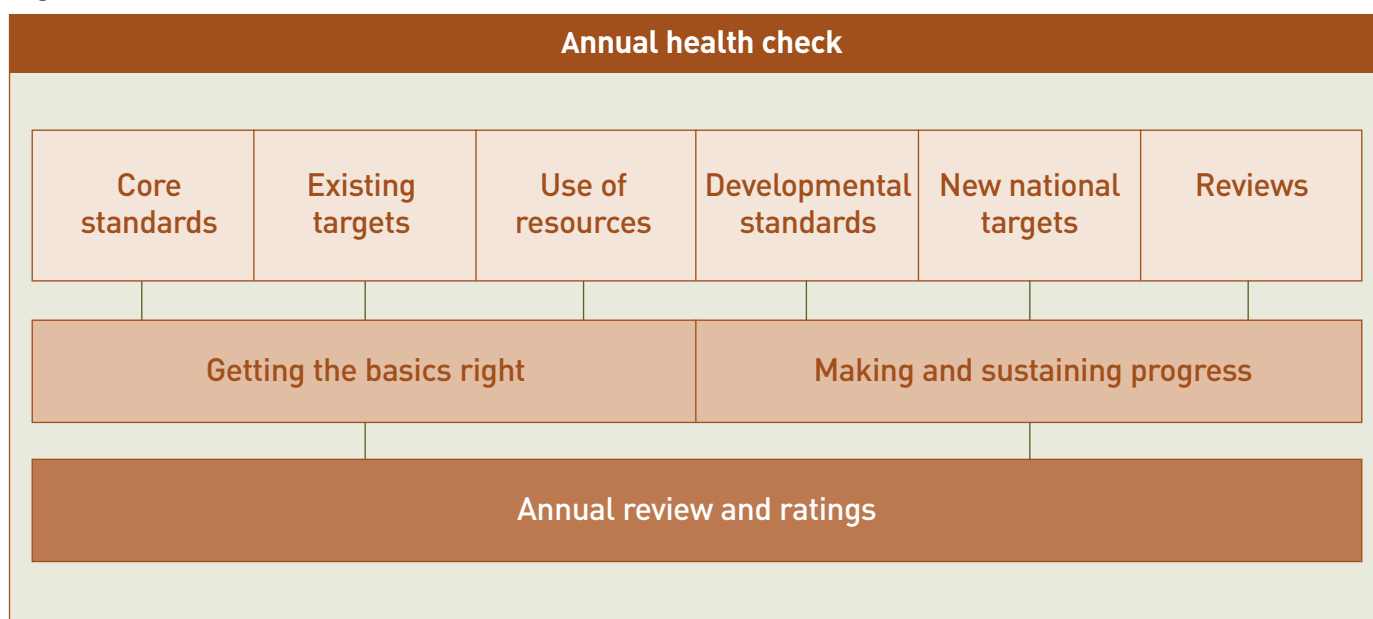 Annual health check
Core
standards
Existing
targets
Use of
resources
Developmental
standards
New national
targets
Reviews
Getting the basics right
Making and sustaining progress
Annual review and ratings